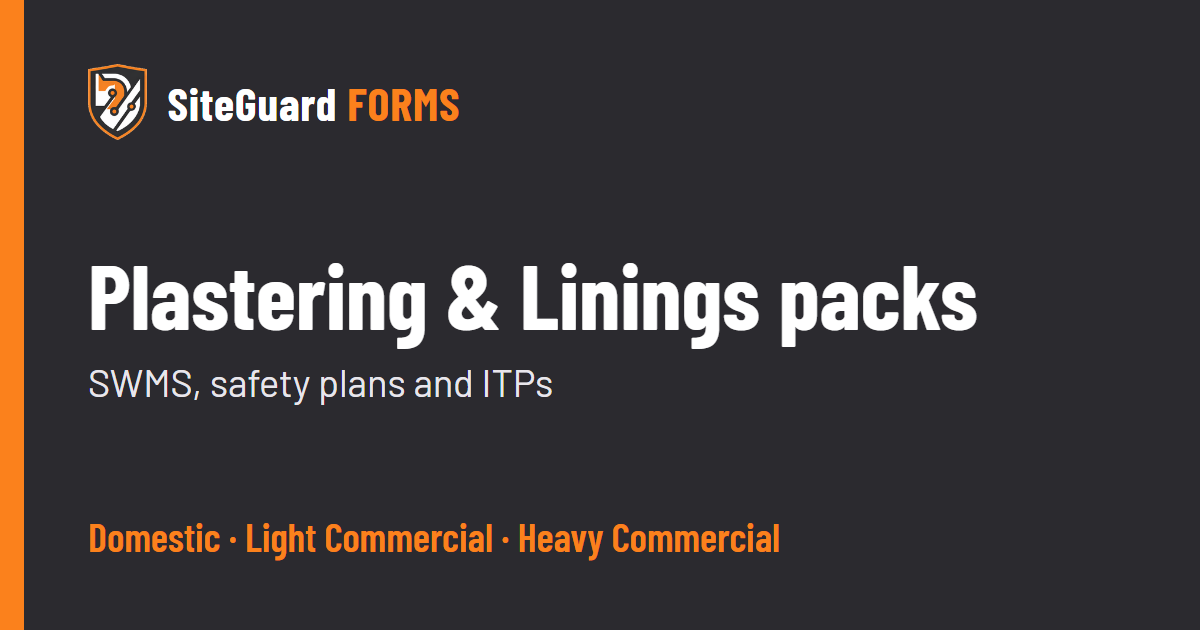 SiteGuard FORMS
Plastering & Linings packs
SWMS, safety plans and ITPs
Domestic · Light Commercial · Heavy Commercial